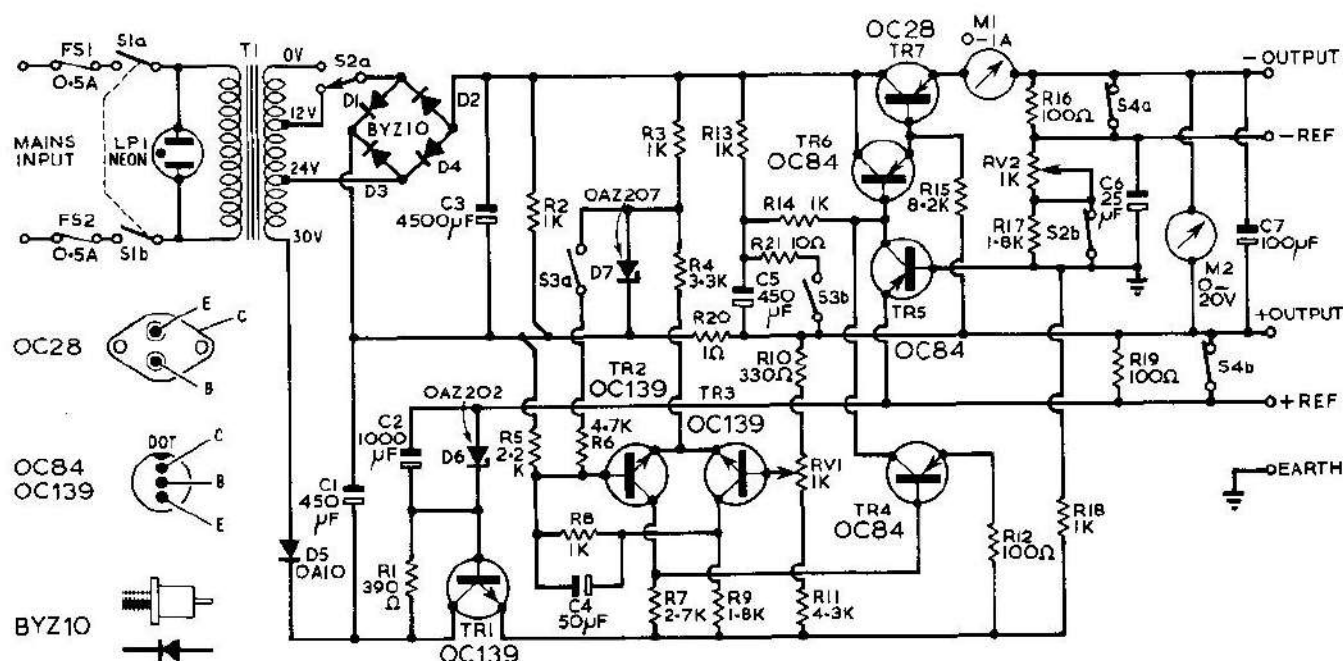 FS1
0·5A
S1a
MAINS
INPUT
LP1
NEON
FS2
0·5A
S1b
T1
0V
12V
24V
30V
S2a
D1
D2
BYZ10
D3
D4
C3
4500µF
R2
1K
R3
1K
OAZ207
S3a
D7
R4
3·3K
R13
1K
R14 1K
R21 10Ω
C5
450
µF
S3b
R20
1Ω
OC28
TR7
M1
0–1A
TR6
OC84
R15
8·2K
TR5
OC84
R16
100Ω
S4a
RV2
1K
R17
1·8K
S2b
C6
25
µF
M2
0–
20V
C7
100µF
–OUTPUT
–REF
+OUTPUT
+REF
EARTH
R19
100Ω
S4b
OC28
E
C
B
OC84
OC139
DOT
C
B
E
BYZ10
D5
OA10
C1
450
µF
C2
1000
µF
OAZ202
D6
R1
390
Ω
TR1
OC139
R5
2·2
K
4·7K
R6
TR2
OC139
TR3
OC139
R8
1K
C4
50µF
R7
2·7K
R9
1·8K
R10
330Ω
RV1
1K
R11
4·3K
TR4
OC84
R12
100Ω
R18
1K